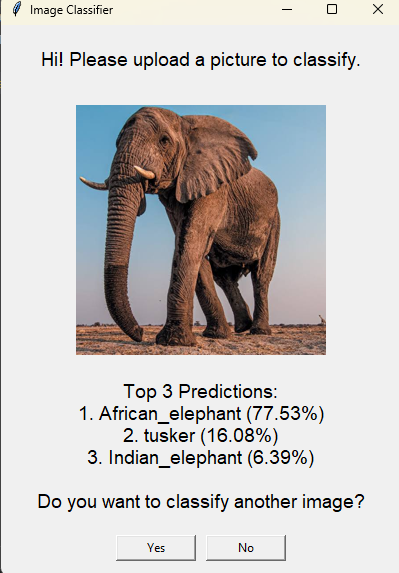 Image Classifier
Hi! Please upload a picture to classify.
Top 3 Predictions:
1. African_elephant (77.53%)
2. tusker (16.08%)
3. Indian_elephant (6.39%)
Do you want to classify another image?
Yes No